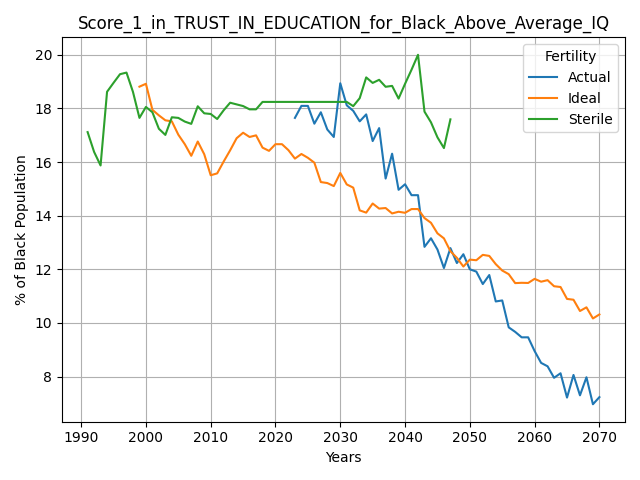 Score_1_in_TRUST_IN_EDUCATION_for_Black_Above_Average_IQ
% of Black Population
20
18
16
14
12
10
8
1990 2000 2010 2020 2030 2040 2050 2060 2070
Years
Fertility
Actual
Ideal
Sterile